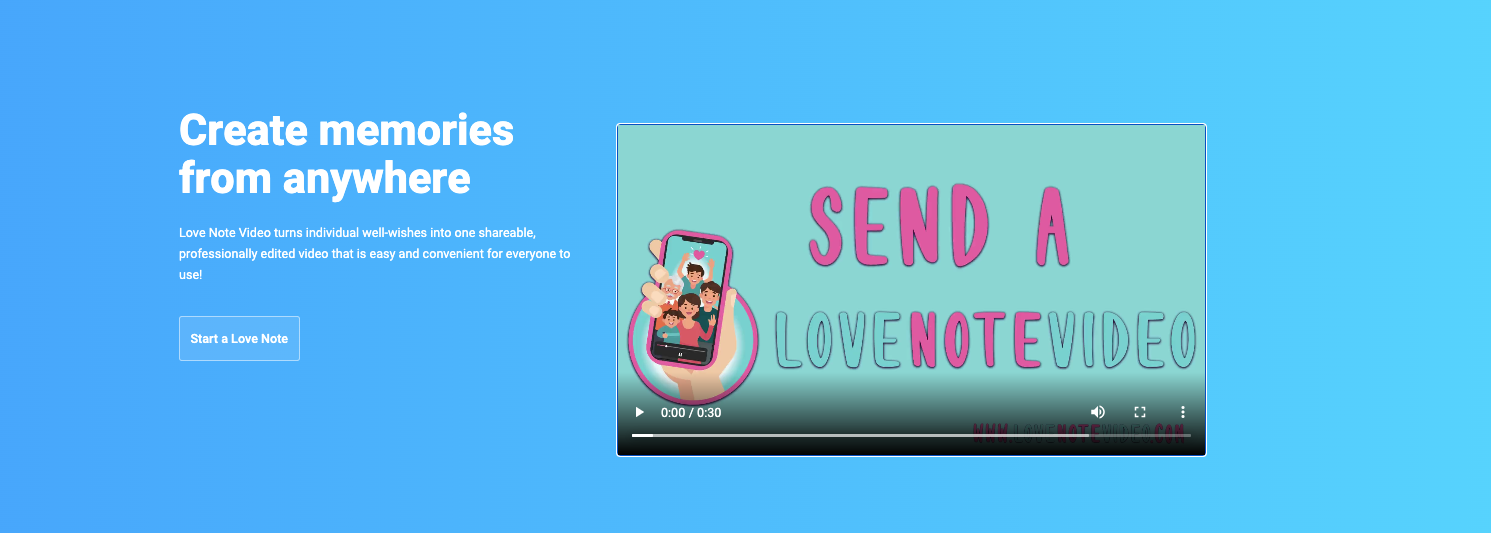 Create memories
from anywhere
Love Note Video turns individual well-wishes into one shareable,
professionally edited video that is easy and convenient for everyone to
use!
Start a Love Note
SEND A
LOVENOTEVIDEO
0:00 / 0:30
WWW.LOVENOTEVIDEO.COM